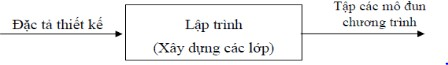 Đặc tả thiết kế
Lập trình
(Xây dựng các lớp)
Tập các mô đun
chương trình